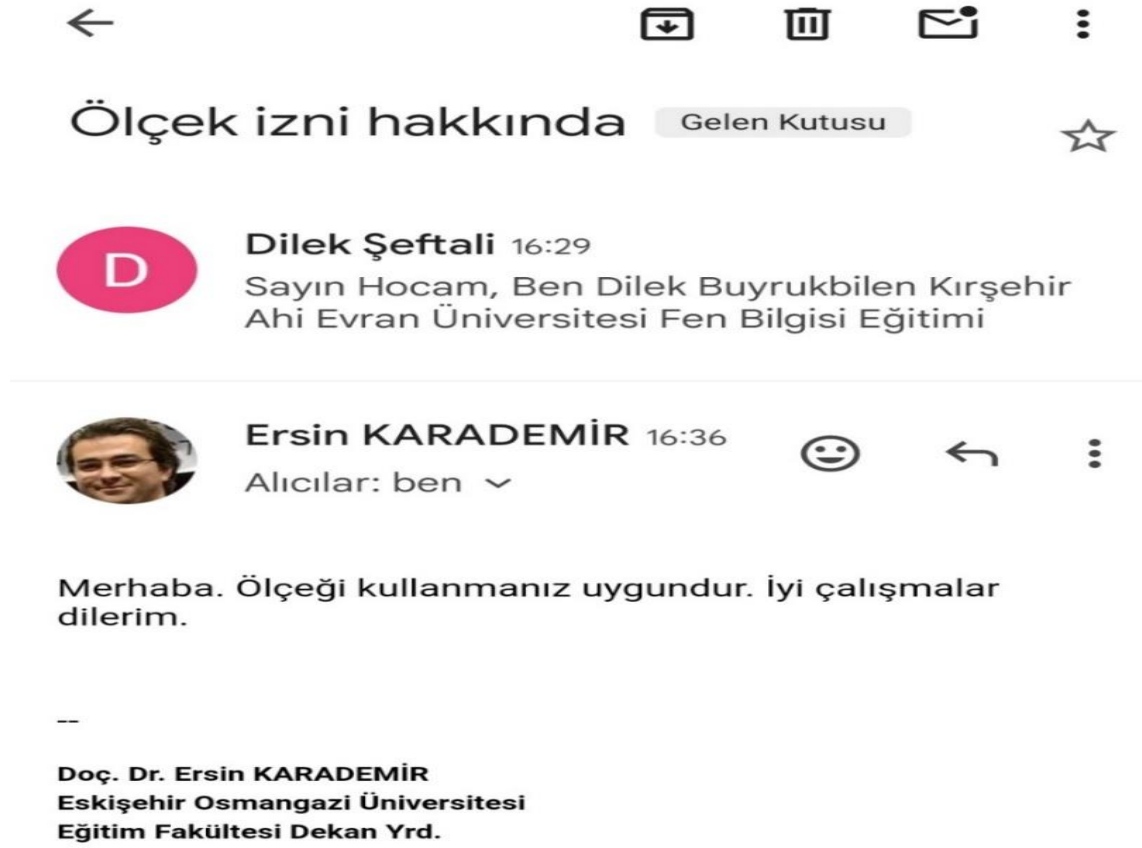 Ölçek izni hakkında Gelen Kutusu
D
Dilek Şeftali 16:29
Sayın Hocam, Ben Dilek Buyrukbilen Kırşehir
Ahi Evran Üniversitesi Fen Bilgisi Eğitimi
Ersin KARADEMİR 16:36
Alıcılar: ben
Merhaba. Ölçeği kullanmanız uygundur. İyi çalışmalar
dilerim.
--
Doç. Dr. Ersin KARADEMİR
Eskişehir Osmangazi Üniversitesi
Eğitim Fakültesi Dekan Yrd.